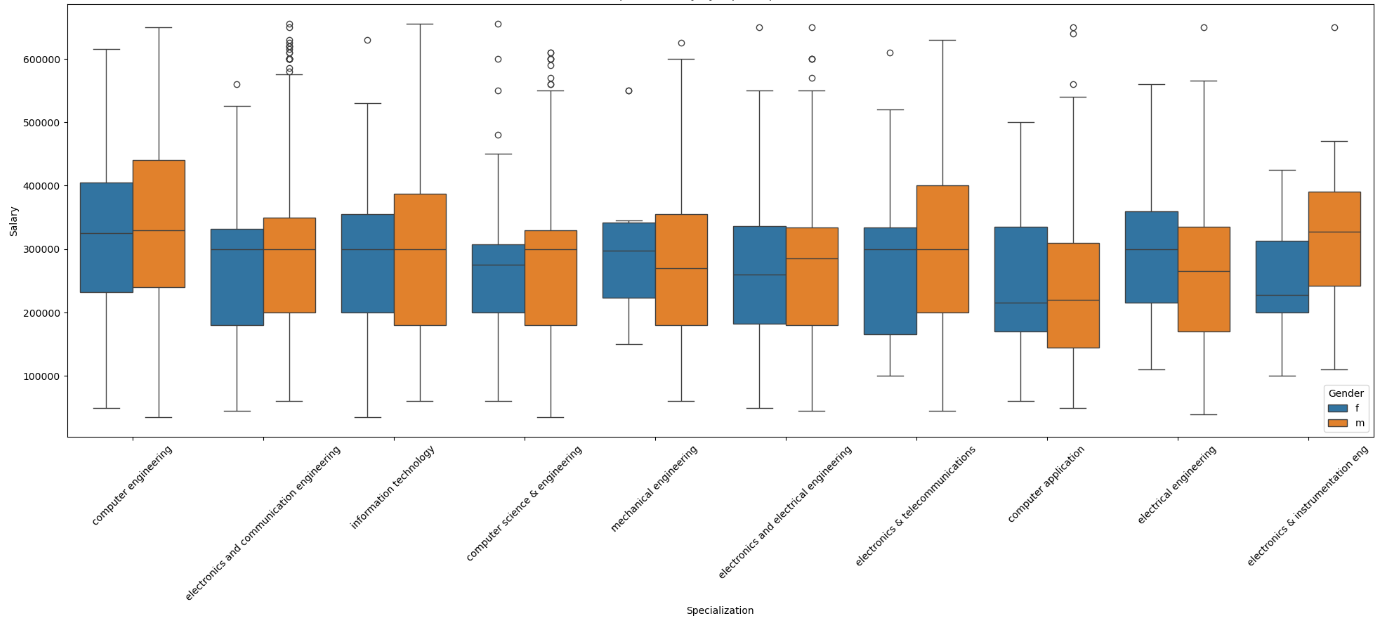 Salary
600000
500000
400000
300000
200000
100000
Gender
f
m
computer engineering
electronics and communication engineering
information technology
computer science & engineering
mechanical engineering
electronics and electrical engineering
electronics & telecommunications
computer application
electrical engineering
electronics & instrumentation eng
Specialization